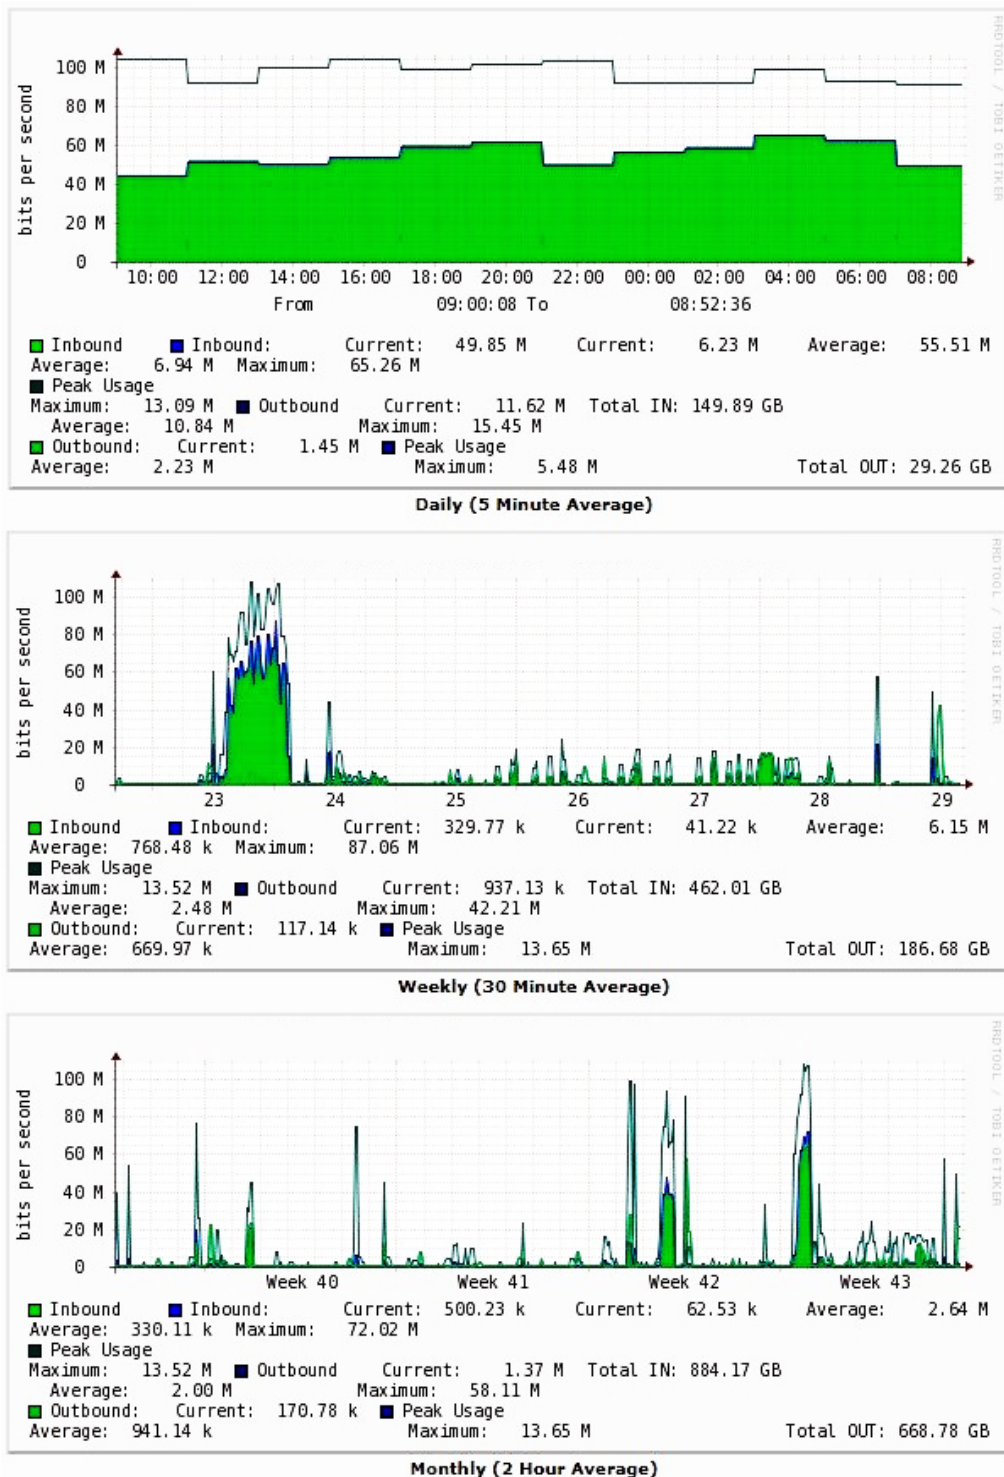 RRDTOOL / TOBI OETIKER
bits per second
100 M
80 M
60 M
40 M
20 M
0
10:00 12:00 14:00 16:00 18:00 20:00 22:00 00:00 02:00 04:00 06:00 08:00
From 09:00:08 To 08:52:36
Inbound Inbound: Current: 49.85 M Current: 6.23 M Average: 55.51 M
Average: 6.94 M Maximum: 65.26 M
Peak Usage
Maximum: 13.09 M Outbound Current: 11.62 M Total IN: 149.89 GB
Average: 10.84 M Maximum: 15.45 M
Outbound: Current: 1.45 M Peak Usage
Average: 2.23 M Maximum: 5.48 M Total OUT: 29.26 GB
Daily (5 Minute Average)
RRDTOOL / TOBI OETIKER
bits per second
100 M
80 M
60 M
40 M
20 M
0
23 24 25 26 27 28 29
Inbound Inbound: Current: 329.77 k Current: 41.22 k Average: 6.15 M
Average: 768.48 k Maximum: 87.06 M
Peak Usage
Maximum: 13.52 M Outbound Current: 937.13 k Total IN: 462.01 GB
Average: 2.48 M Maximum: 42.21 M
Outbound: Current: 117.14 k Peak Usage
Average: 669.97 k Maximum: 13.65 M Total OUT: 186.68 GB
Weekly (30 Minute Average)
RRDTOOL / TOBI OETIKER
bits per second
100 M
80 M
60 M
40 M
20 M
0
Week 40 Week 41 Week 42 Week 43
Inbound Inbound: Current: 500.23 k Current: 62.53 k Average: 2.64 M
Average: 330.11 k Maximum: 72.02 M
Peak Usage
Maximum: 13.52 M Outbound Current: 1.37 M Total IN: 884.17 GB
Average: 2.00 M Maximum: 58.11 M
Outbound: Current: 170.78 k Peak Usage
Average: 941.14 k Maximum: 13.65 M Total OUT: 668.78 GB
Monthly (2 Hour Average)